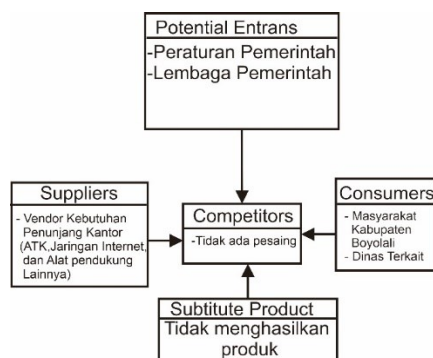 Potential Entrans
-Peraturan Pemerintah
-Lembaga Pemerintah
Suppliers
- Vendor Kebutuhan
Penunjang Kantor
(ATK,Jaringan Internet,
dan Alat pendukung
Lainnya)
Competitors
-Tidak ada pesaing
Consumers
- Masyarakat
Kabupaten
Boyolali
- Dinas Terkait
Subtitute Product
Tidak menghasilkan
produk